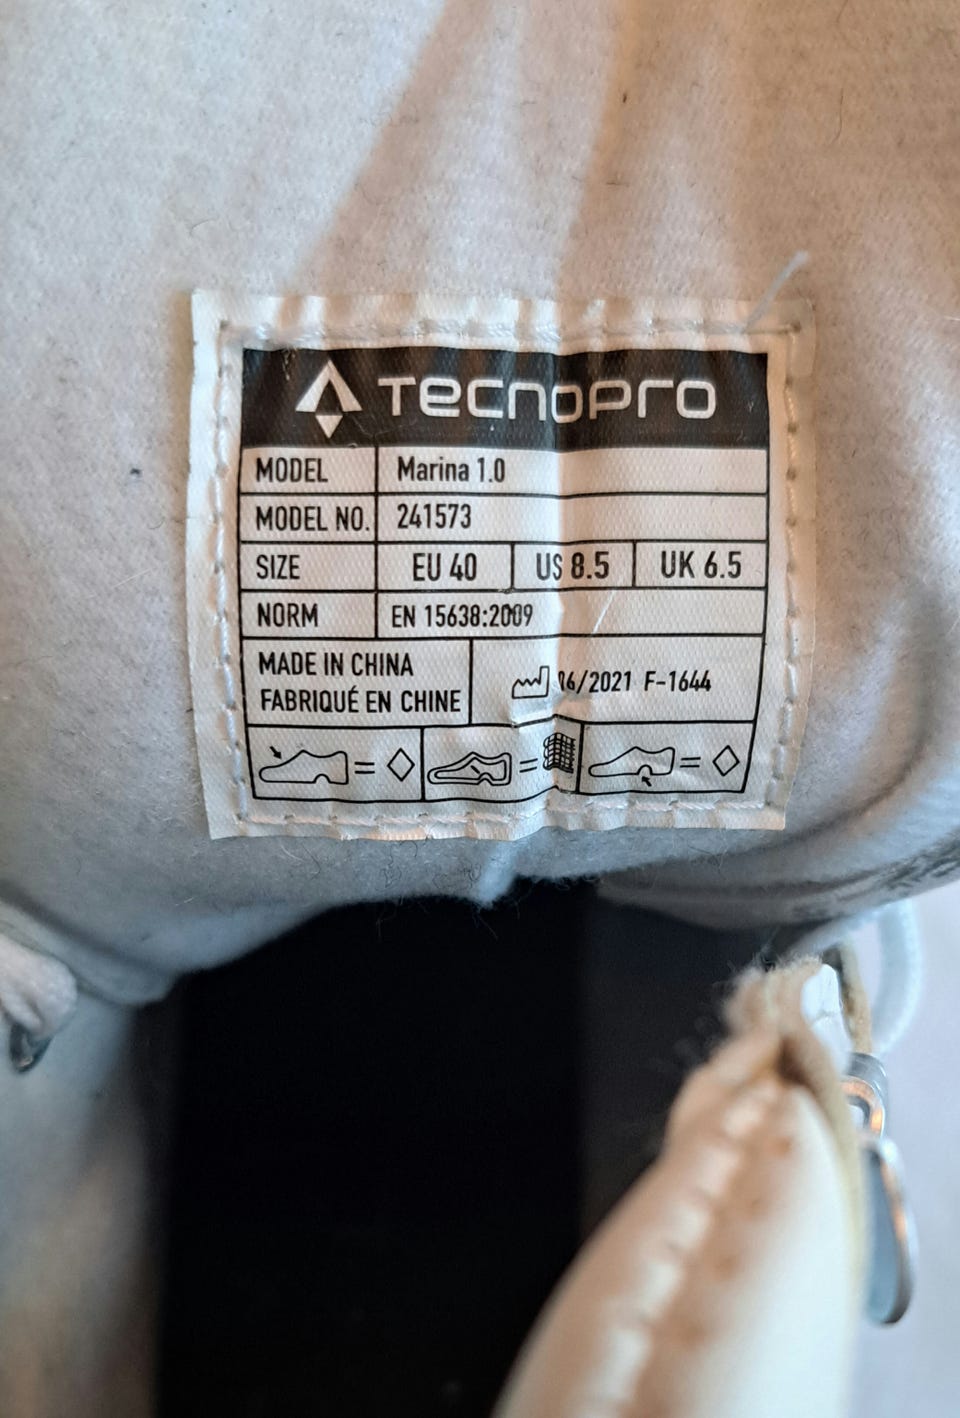 TECNOPRO
MODEL Marina 1.0
MODEL NO. 241573
SIZE EU 40 US 8.5 UK 6.5
NORM EN 15638:2009
MADE IN CHINA
FABRIQUÉ EN CHINE
06/2021 F-1644
= =  =